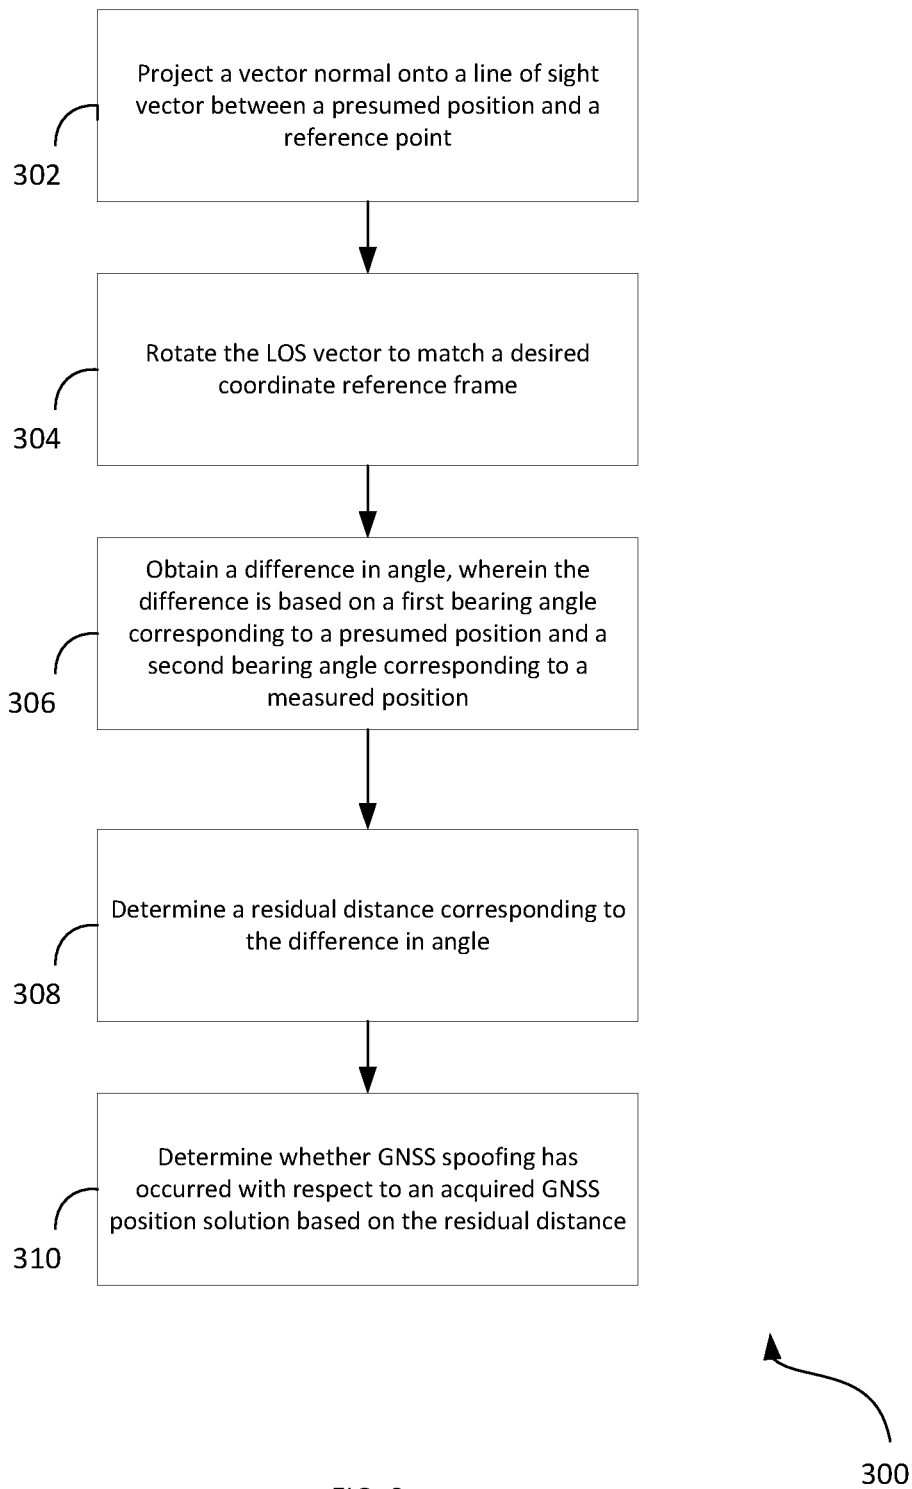 Project a vector normal onto a line of sight
vector between a presumed position and a
reference point
302
Rotate the LOS vector to match a desired
coordinate reference frame
304
Obtain a difference in angle, wherein the
difference is based on a first bearing angle
corresponding to a presumed position and a
second bearing angle corresponding to a
measured position
306
Determine a residual distance corresponding to
the difference in angle
308
Determine whether GNSS spoofing has
occurred with respect to an acquired GNSS
position solution based on the residual distance
310
300